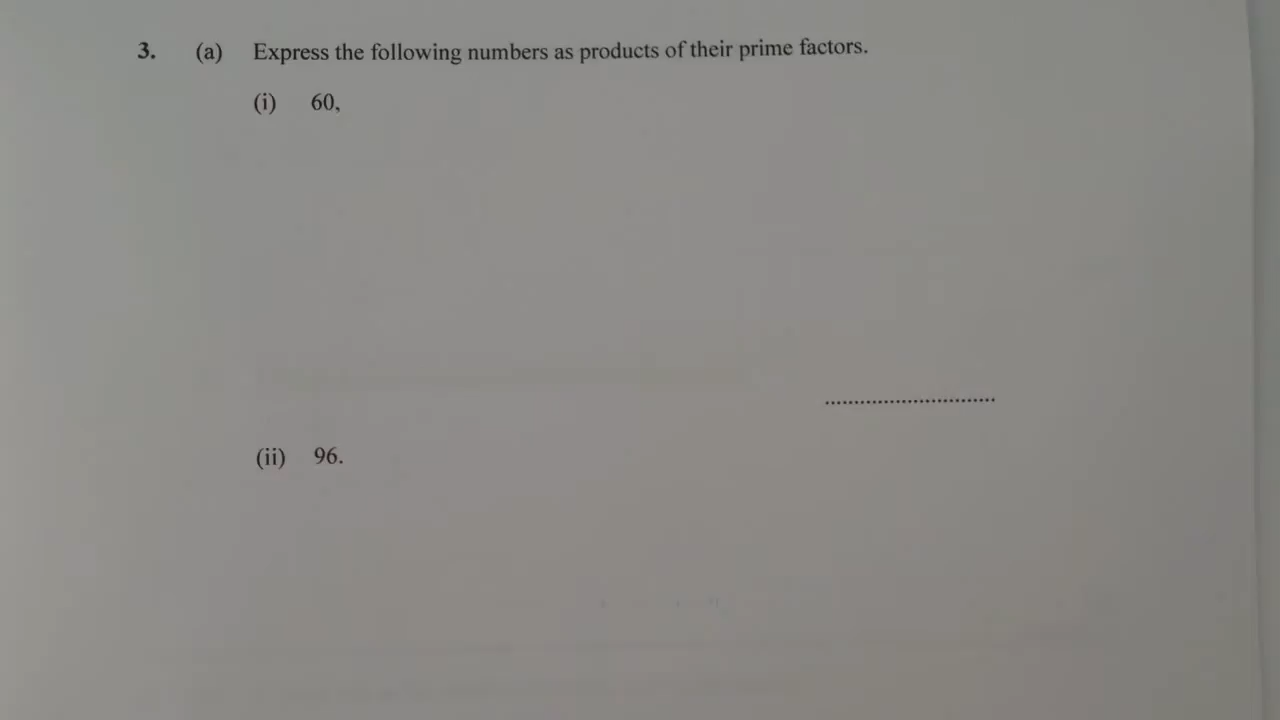 3. (a) Express the following numbers as products of their prime factors.
(i) 60,
..............................
(ii) 96.